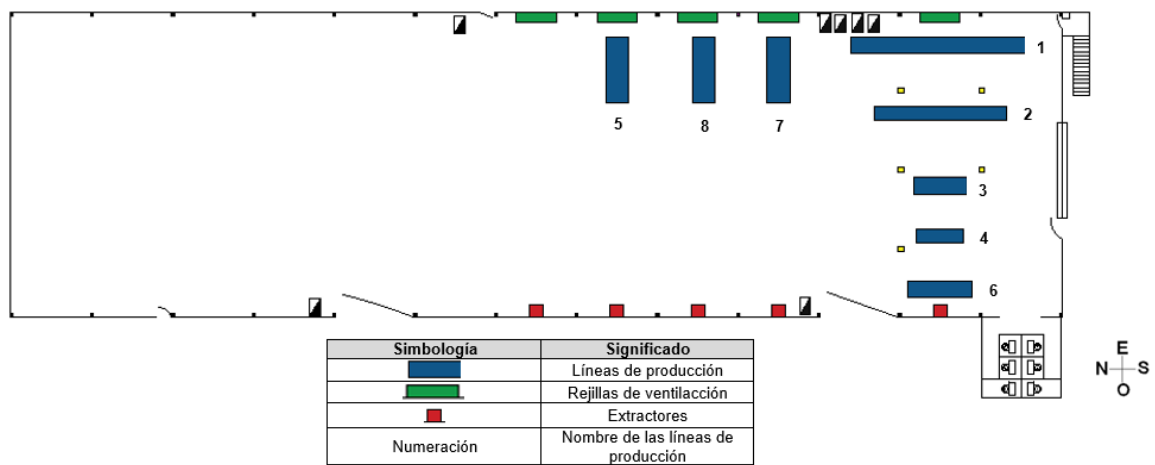 1
5
8
7
2
3
4
6
Simbología
Significado
Líneas de producción
Rejillas de ventilacción
Extractores
Numeración
Nombre de las líneas de
producción
E
N
S
O